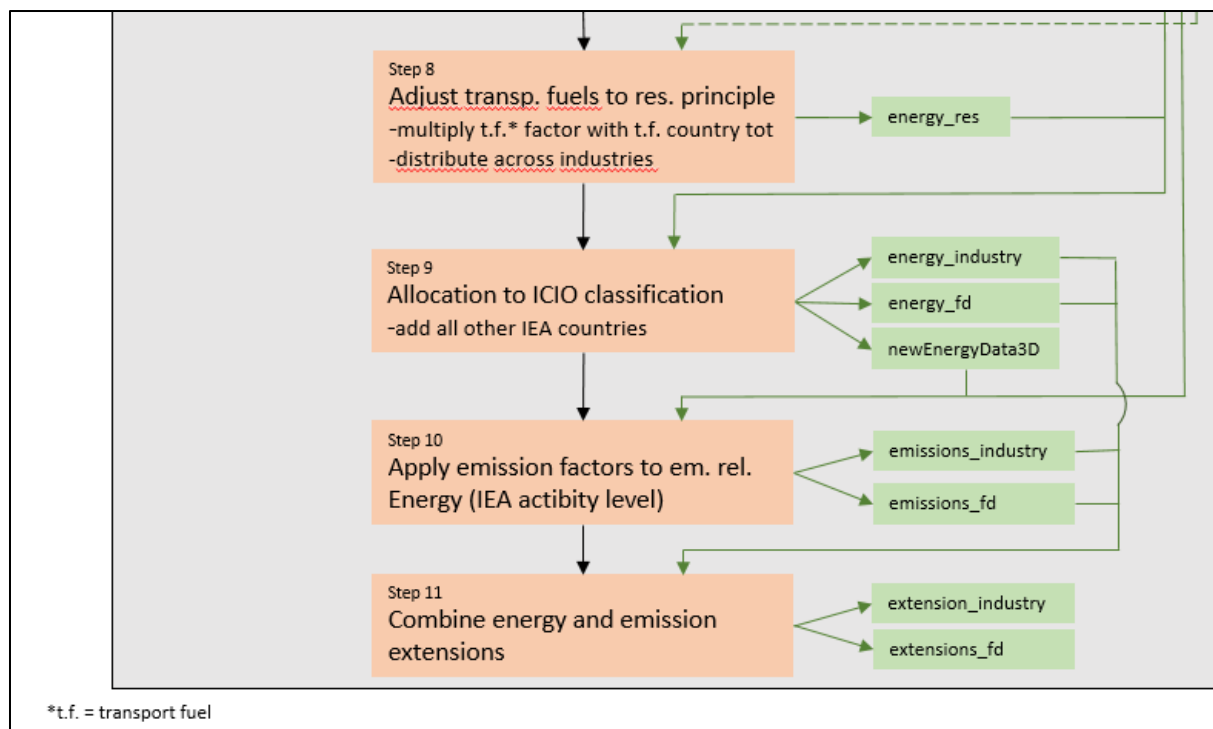 Step 8
Adjust transp. fuels to res. principle
-multiply t.f.* factor with t.f. country tot
-distribute across industries
energy_res
Step 9
Allocation to ICIO classification
-add all other IEA countries
energy_industry
energy_fd
newEnergyData3D
Step 10
Apply emission factors to em. rel.
Energy (IEA actibity level)
emissions_industry
emissions_fd
Step 11
Combine energy and emission
extensions
extension_industry
extensions_fd
*t.f. = transport fuel